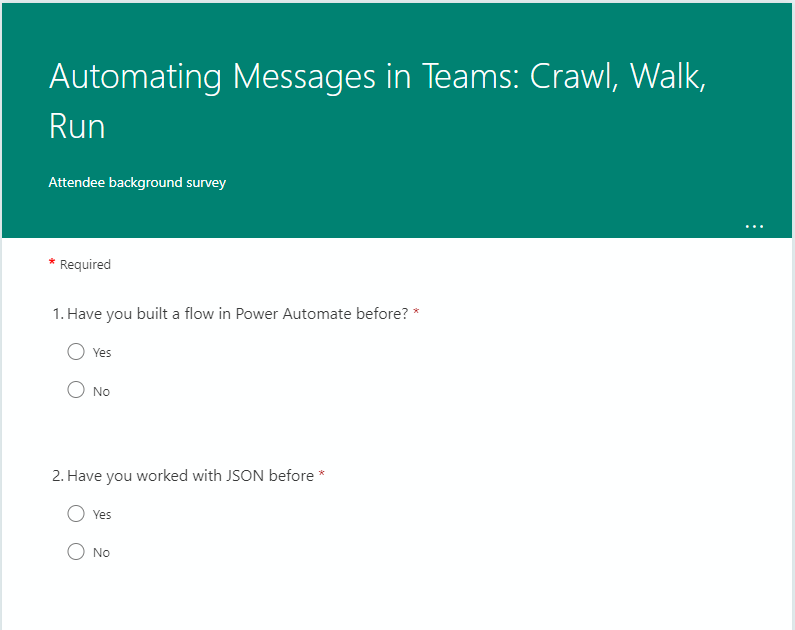 Automating Messages in Teams: Crawl, Walk,
Run
Attendee background survey
...
* Required
1. Have you built a flow in Power Automate before? *
Yes
No
2. Have you worked with JSON before *
Yes
No